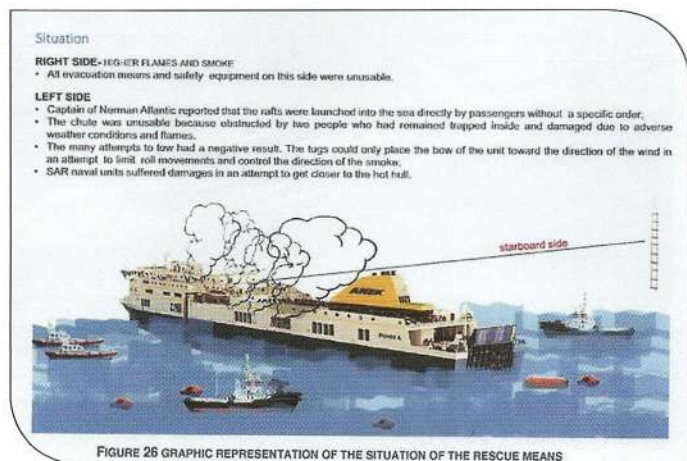 Situation
RIGHT SIDE- HIGHER FLAMES AND SMOKE
• All evacuation means and safety equipment on this side were unusable.
LEFT SIDE
• Captain of Norman Atlantic reported that the rafts were launched into the sea directly by passengers without a specific order;
• The chute was unusable because obstructed by two people who had remained trapped inside and damaged due to adverse
weather conditions and flames.
• The many attempts to tow had a negative result. The tugs could only place the bow of the unit toward the direction of the wind in
an attempt to limit roll movements and control the direction of the smoke;
• SAR naval units suffered damages in an attempt to get closer to the hot hull.
starboard side
ANEK
FIGURE 26 GRAPHIC REPRESENTATION OF THE SITUATION OF THE RESCUE MEANS